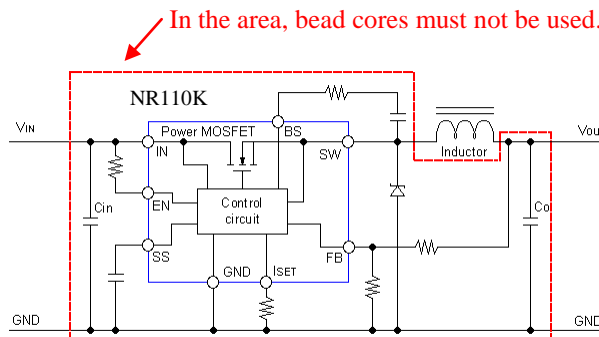 In the area, bead cores must not be used.
NR110K
VIN
Power MOSFET
BS
Vou
IN
SW
Inductor
EN
Control
circuit
Cin
Co
SS
GND
ISET
FB
GND
GND